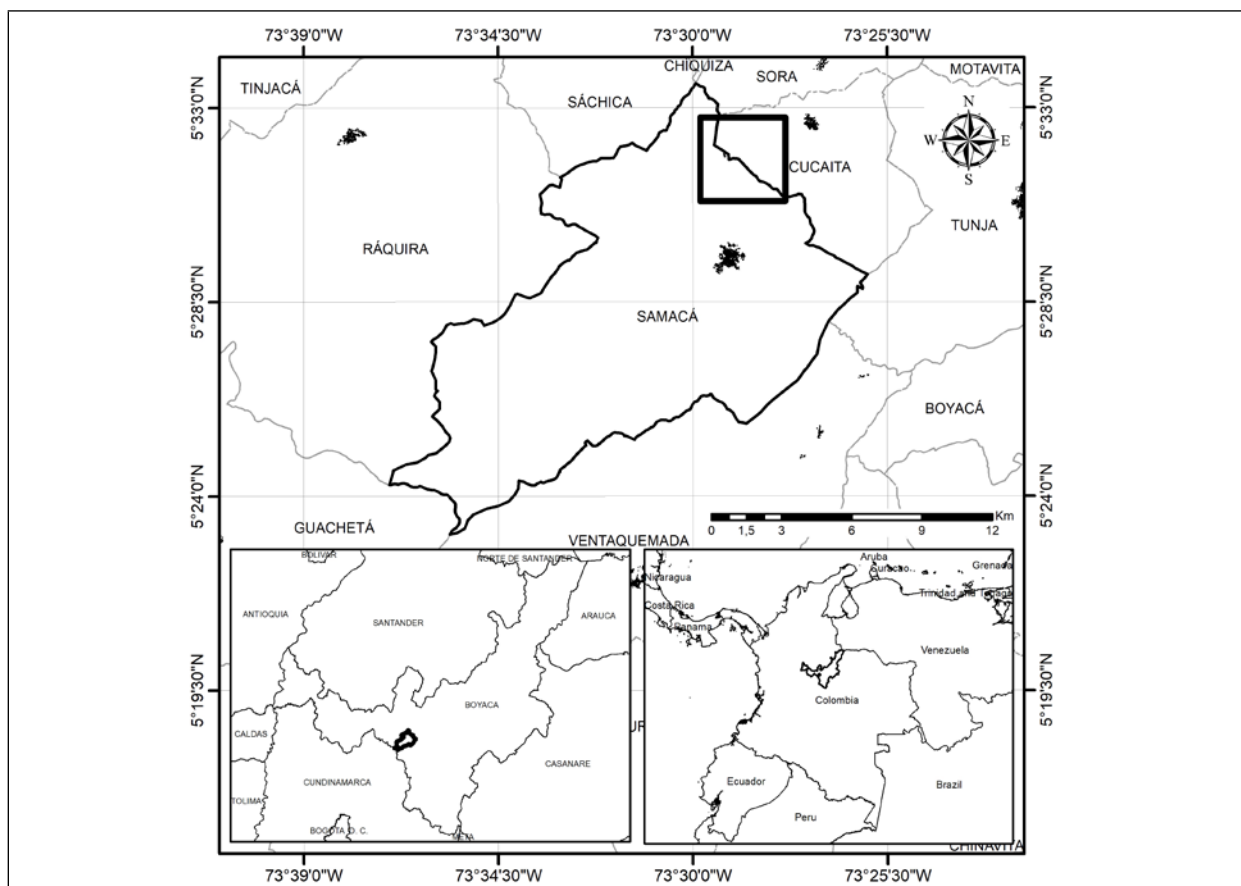 73°39'0"W
73°34'30"W
73°30'0"W
73°25'30"W
CHIQUIZA
SORA
MOTAVITA
TINJACÁ
SÁCHICA
5°33'0"N
5°33'0"N
N
W
E
S
CUCAITA
TUNJA
RÁQUIRA
5°28'30"N
5°28'30"N
SAMACÁ
BOYACÁ
5°24'0"N
5°24'0"N
Km
0 1,5 3 6 9 12
GUACHETÁ
VENTAQUEMADA
BOLIVAR
NORTE DE SANTANDER
ANTIOQUIA
SANTANDER
ARAUCA
BOYACA
CALDAS
CASANARE
CUNDINAMARCA
TOLIMA
BOGOTA D. C.
META
Aruba
Curacao
Grenada
Nicaragua
Trinidad and Tobago
Costa Rica
Panama
Venezuela
Colombia
Ecuador
Brazil
Peru
5°19'30"N
5°19'30"N
UR
CHINAVITA
73°39'0"W
73°34'30"W
73°30'0"W
73°25'30"W